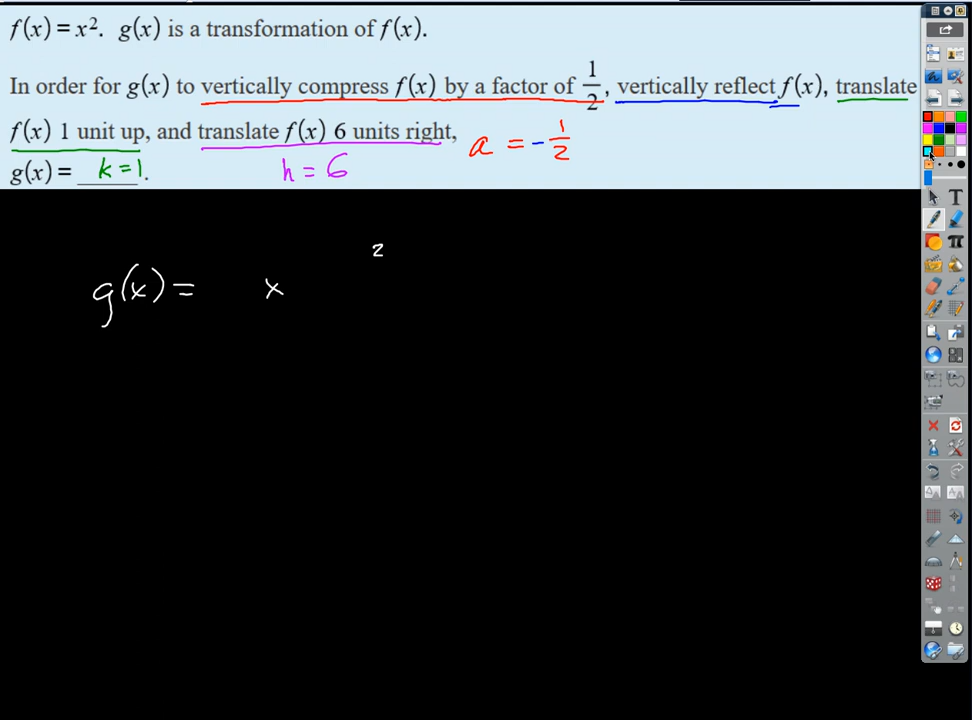 f(x) = x². g(x) is a transformation of f(x).
In order for g(x) to vertically compress f(x) by a factor of 1/2, vertically reflect f(x), translate
f(x) 1 unit up, and translate f(x) 6 units right, a = -1/2
g(x) = k=1. h = 6
g(x) = x ²
T
π